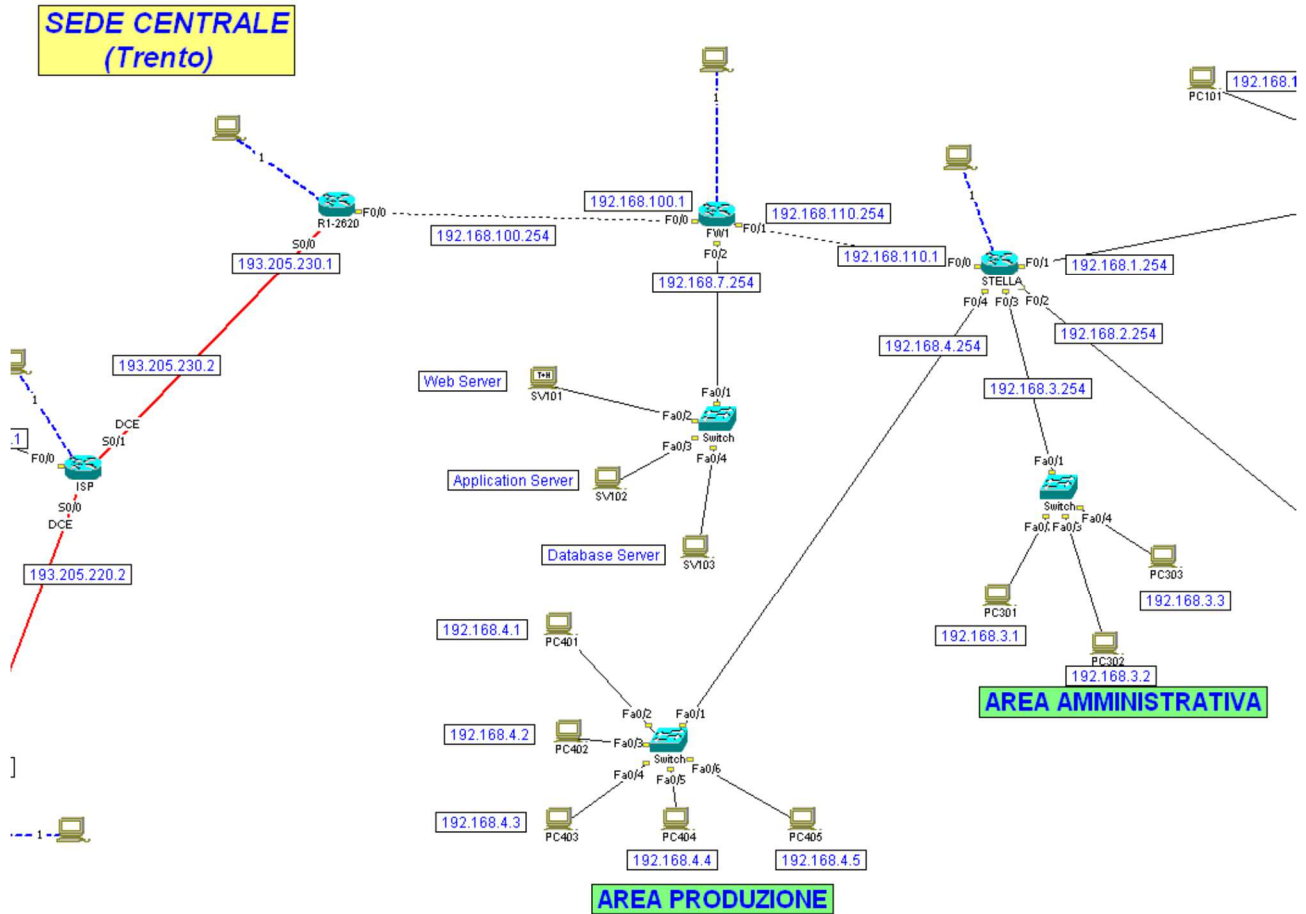 SEDE CENTRALE
(Trento)
1
1
1
PC101
192.168.1
R1-2620
F0/0
S0/0
193.205.230.1
192.168.100.254
192.168.100.1
F0/0
FW1
F0/1
F0/2
192.168.110.254
192.168.7.254
192.168.110.1
F0/0
STELLA
F0/1
192.168.1.254
F0/4
F0/3
F0/2
192.168.2.254
192.168.4.254
192.168.3.254
193.205.230.2
1
DCE
S0/1
.1
F0/0
ISP
S0/0
DCE
193.205.220.2
Web Server
T+H
SV101
Fa0/1
Fa0/2
Switch
Fa0/3
Fa0/4
Application Server
SV102
Database Server
SV103
Fa0/1
Switch
Fa0/3
Fa0/4
PC301
192.168.3.1
PC302
192.168.3.2
PC303
192.168.3.3
AREA AMMINISTRATIVA
192.168.4.1
PC401
Fa0/2
Fa0/1
192.168.4.2
PC402
Fa0/3
Switch
Fa0/4
Fa0/5
Fa0/6
192.168.4.3
PC403
PC404
192.168.4.4
PC405
192.168.4.5
AREA PRODUZIONE
1